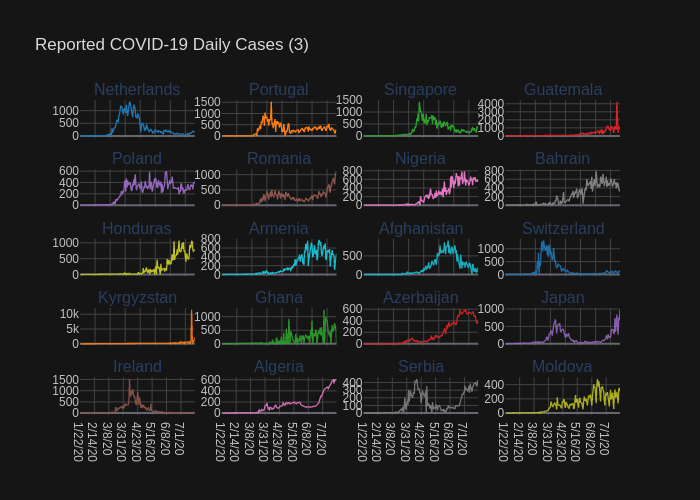 Reported COVID-19 Daily Cases (3)
Netherlands Portugal Singapore Guatemala
1000 500 0 1500 1000 500 0 1500 1000 500 0 4000 3000 2000 1000 0
Poland Romania Nigeria Bahrain
600 400 200 0 1000 500 0 800 600 400 200 0 800 600 400 200 0
Honduras Armenia Afghanistan Switzerland
1000 500 0 800 600 400 200 0 500 0 1000 500 0
Kyrgyzstan Ghana Azerbaijan Japan
10k 5k 0 1000 500 0 600 400 200 0 1000 500 0
Ireland Algeria Serbia Moldova
1500 1000 500 0 600 400 200 0 400 300 200 100 0 400 200 0
1/22/20 2/14/20 3/8/20 3/31/20 4/23/20 5/16/20 6/8/20 7/1/20 1/22/20 2/14/20 3/8/20 3/31/20 4/23/20 5/16/20 6/8/20 7/1/20 1/22/20 2/14/20 3/8/20 3/31/20 4/23/20 5/16/20 6/8/20 7/1/20 1/22/20 2/14/20 3/8/20 3/31/20 4/23/20 5/16/20 6/8/20 7/1/20